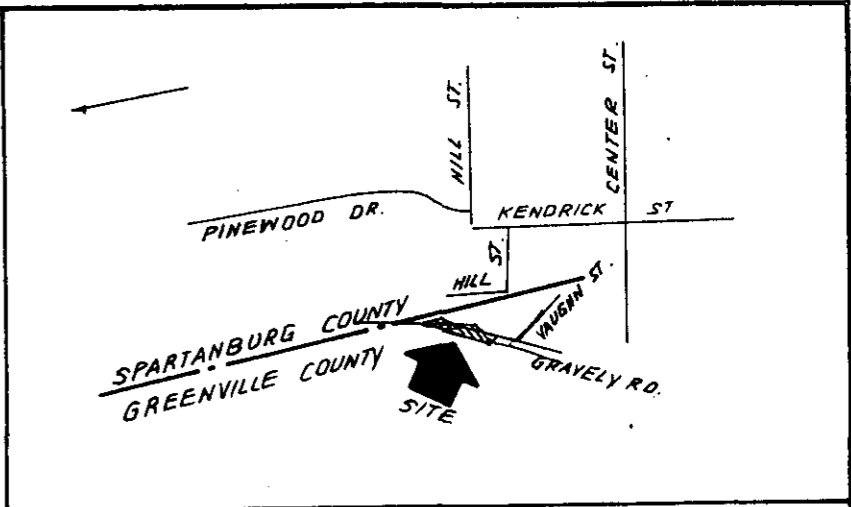 HILL ST.
CENTER ST.
PINEWOOD DR.
KENDRICK ST
HILL ST.
VAUGHN ST.
SPARTANBURG COUNTY
GREENVILLE COUNTY
GRAVELY RD.
SITE